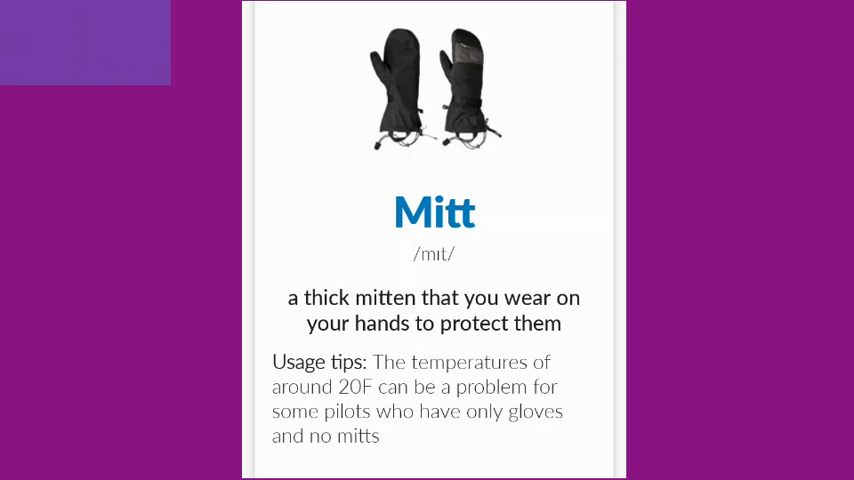 Mitt
/mɪt/
a thick mitten that you wear on
your hands to protect them
Usage tips: The temperatures of
around 20F can be a problem for
some pilots who have only gloves
and no mitts